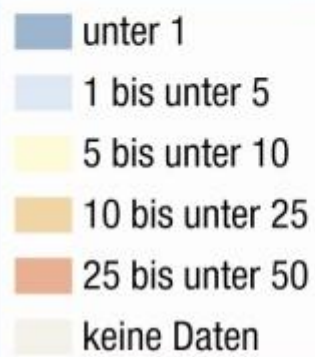 unter 1
1 bis unter 5
5 bis unter 10
10 bis unter 25
25 bis unter 50
keine Daten